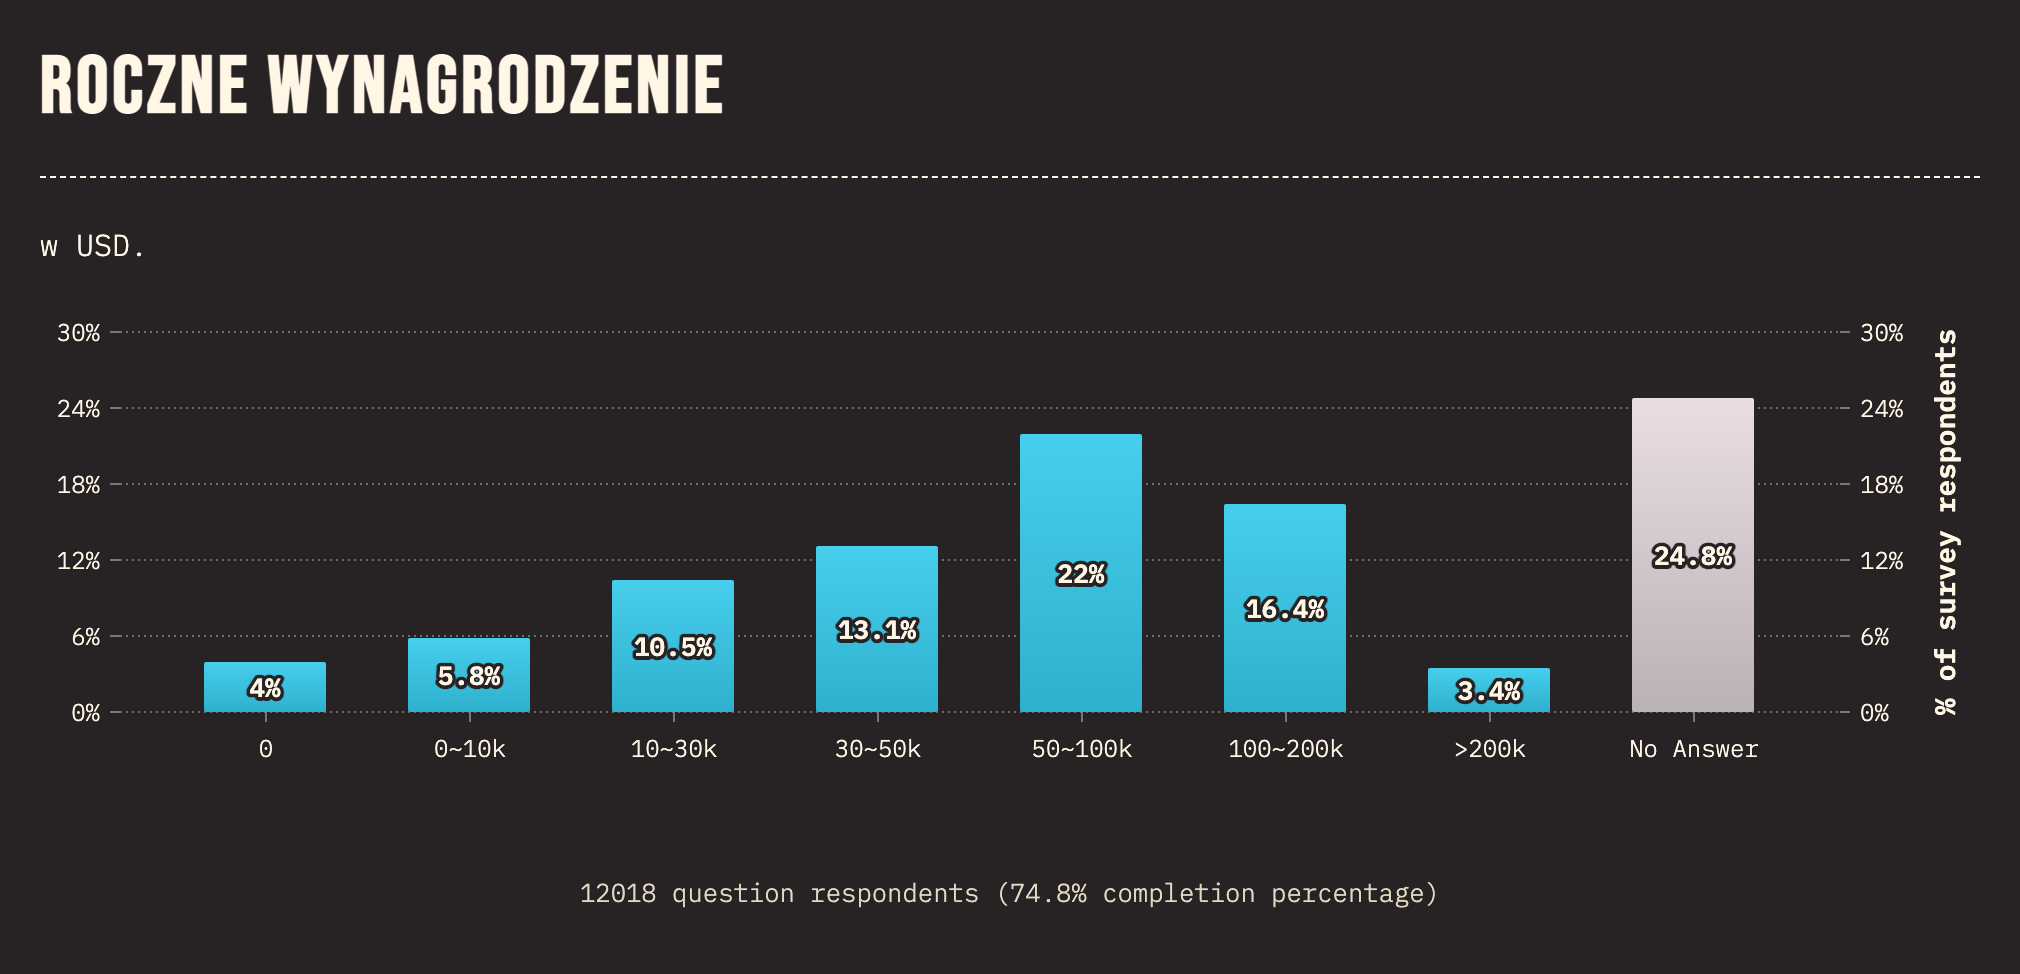 ROCZNE WYNAGRODZENIE
w USD.
30%
24%
18%
12%
6%
0%
4%
5.8%
10.5%
13.1%
22%
16.4%
3.4%
24.8%
0
0~10k
10~30k
30~50k
50~100k
100~200k
>200k
No Answer
30%
24%
18%
12%
6%
0%
% of survey respondents
12018 question respondents (74.8% completion percentage)